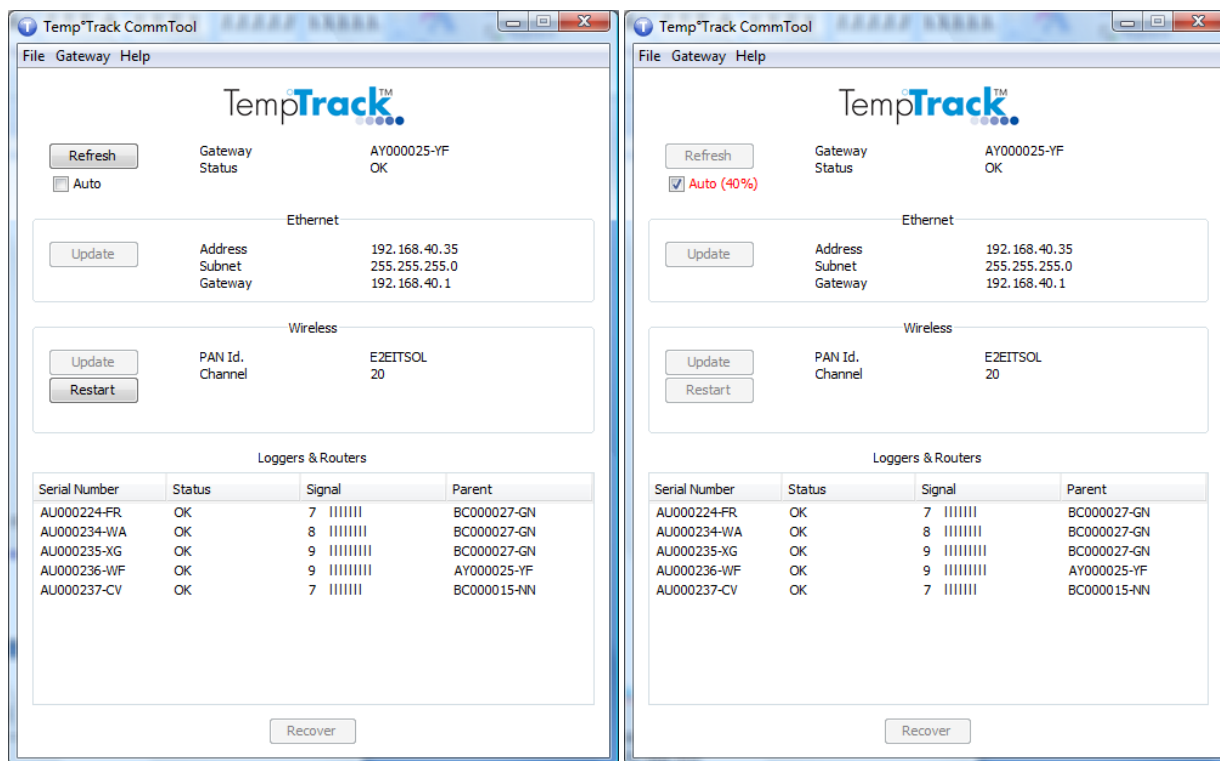 Temp°Track CommTool
File Gateway Help
TempTrack™
Refresh Gateway AY000025-YF
Status OK
Auto
Ethernet
Update Address 192.168.40.35
Subnet 255.255.255.0
Gateway 192.168.40.1
Wireless
Update PAN Id. E2EITSOL
Channel 20
Restart
Loggers & Routers
Serial Number Status Signal Parent
AU000224-FR OK 7 BC000027-GN
AU000234-WA OK 8 BC000027-GN
AU000235-XG OK 9 BC000027-GN
AU000236-WF OK 9 AY000025-YF
AU000237-CV OK 7 BC000015-NN
Recover
Temp°Track CommTool
File Gateway Help
TempTrack™
Refresh Gateway AY000025-YF
Status OK
Auto (40%)
Ethernet
Update Address 192.168.40.35
Subnet 255.255.255.0
Gateway 192.168.40.1
Wireless
Update PAN Id. E2EITSOL
Channel 20
Restart
Loggers & Routers
Serial Number Status Signal Parent
AU000224-FR OK 7 BC000027-GN
AU000234-WA OK 8 BC000027-GN
AU000235-XG OK 9 BC000027-GN
AU000236-WF OK 9 AY000025-YF
AU000237-CV OK 7 BC000015-NN
Recover